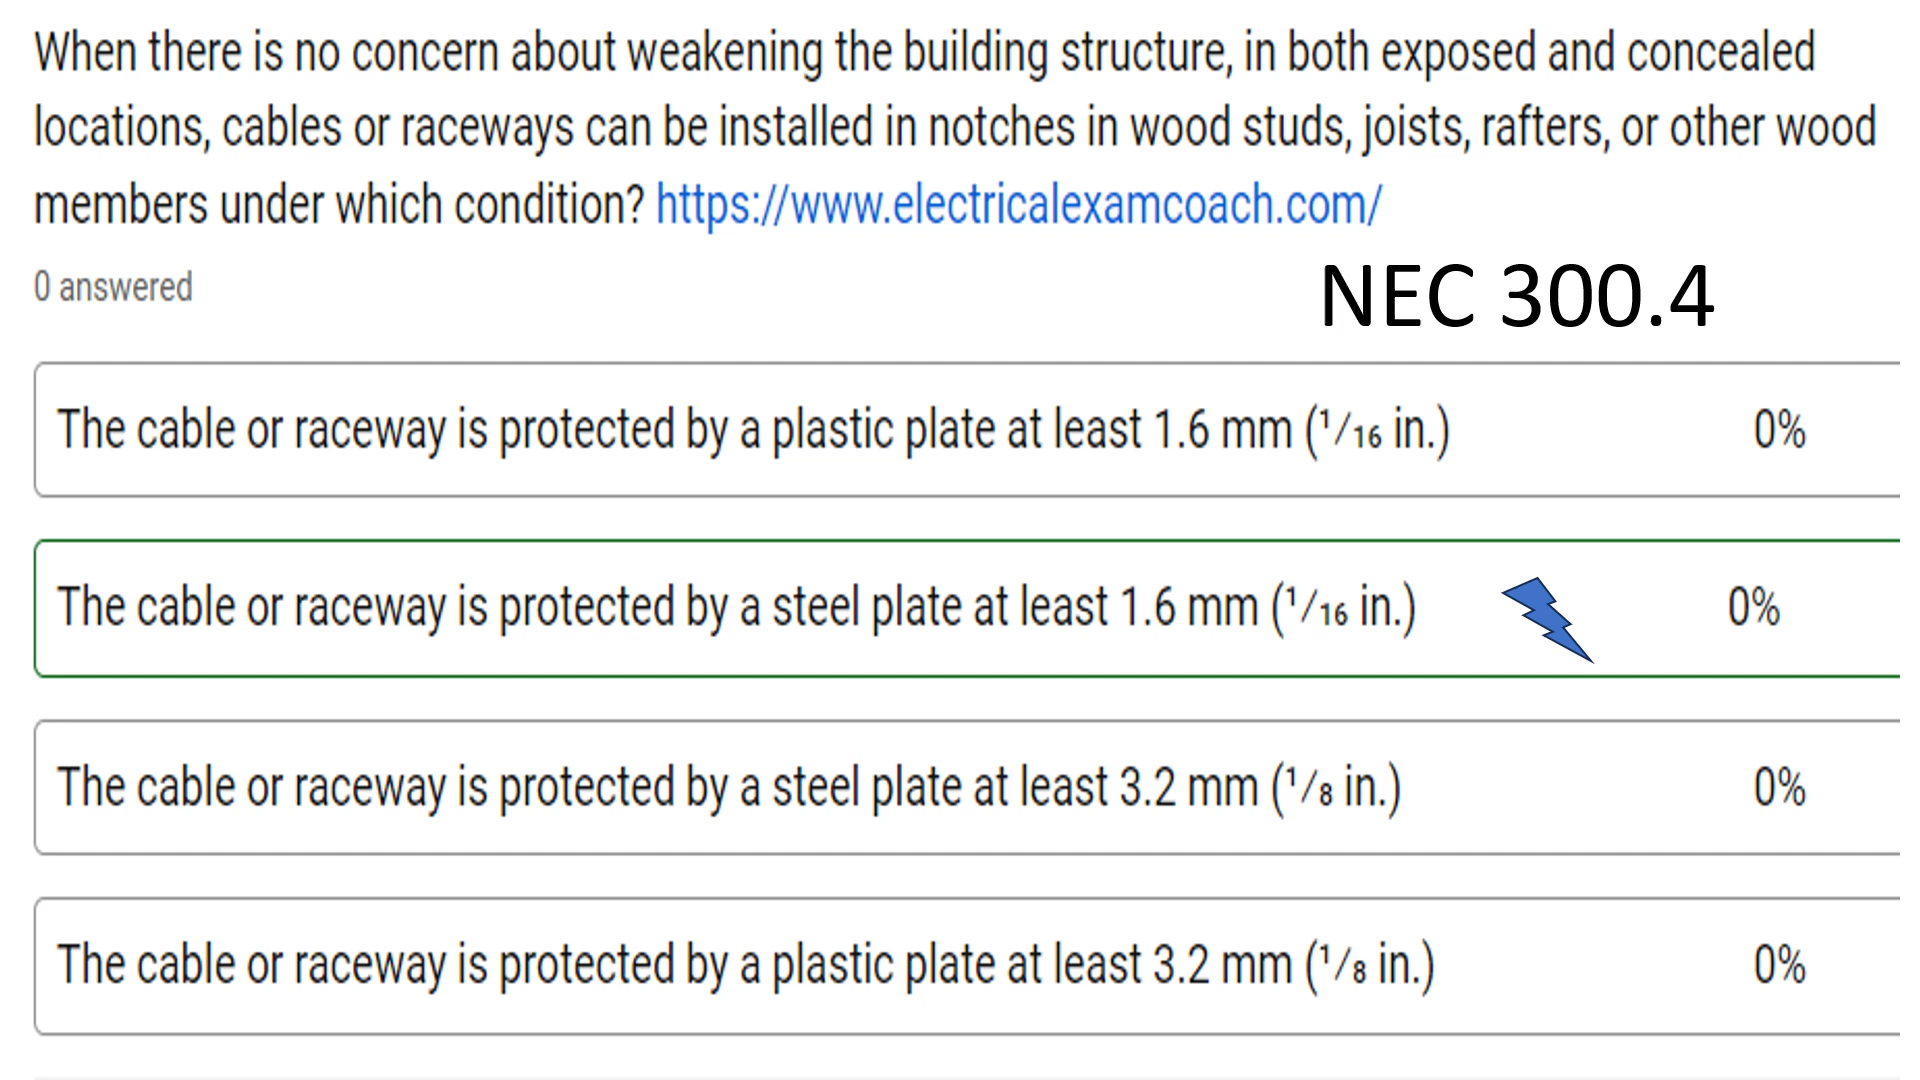 When there is no concern about weakening the building structure, in both exposed and concealed
locations, cables or raceways can be installed in notches in wood studs, joists, rafters, or other wood
members under which condition? https://www.electricalexamcoach.com/
0 answered
NEC 300.4
The cable or raceway is protected by a plastic plate at least 1.6 mm (¹/₁₆ in.) 0%
The cable or raceway is protected by a steel plate at least 1.6 mm (¹/₁₆ in.) 0%
The cable or raceway is protected by a steel plate at least 3.2 mm (¹/₈ in.) 0%
The cable or raceway is protected by a plastic plate at least 3.2 mm (¹/₈ in.) 0%